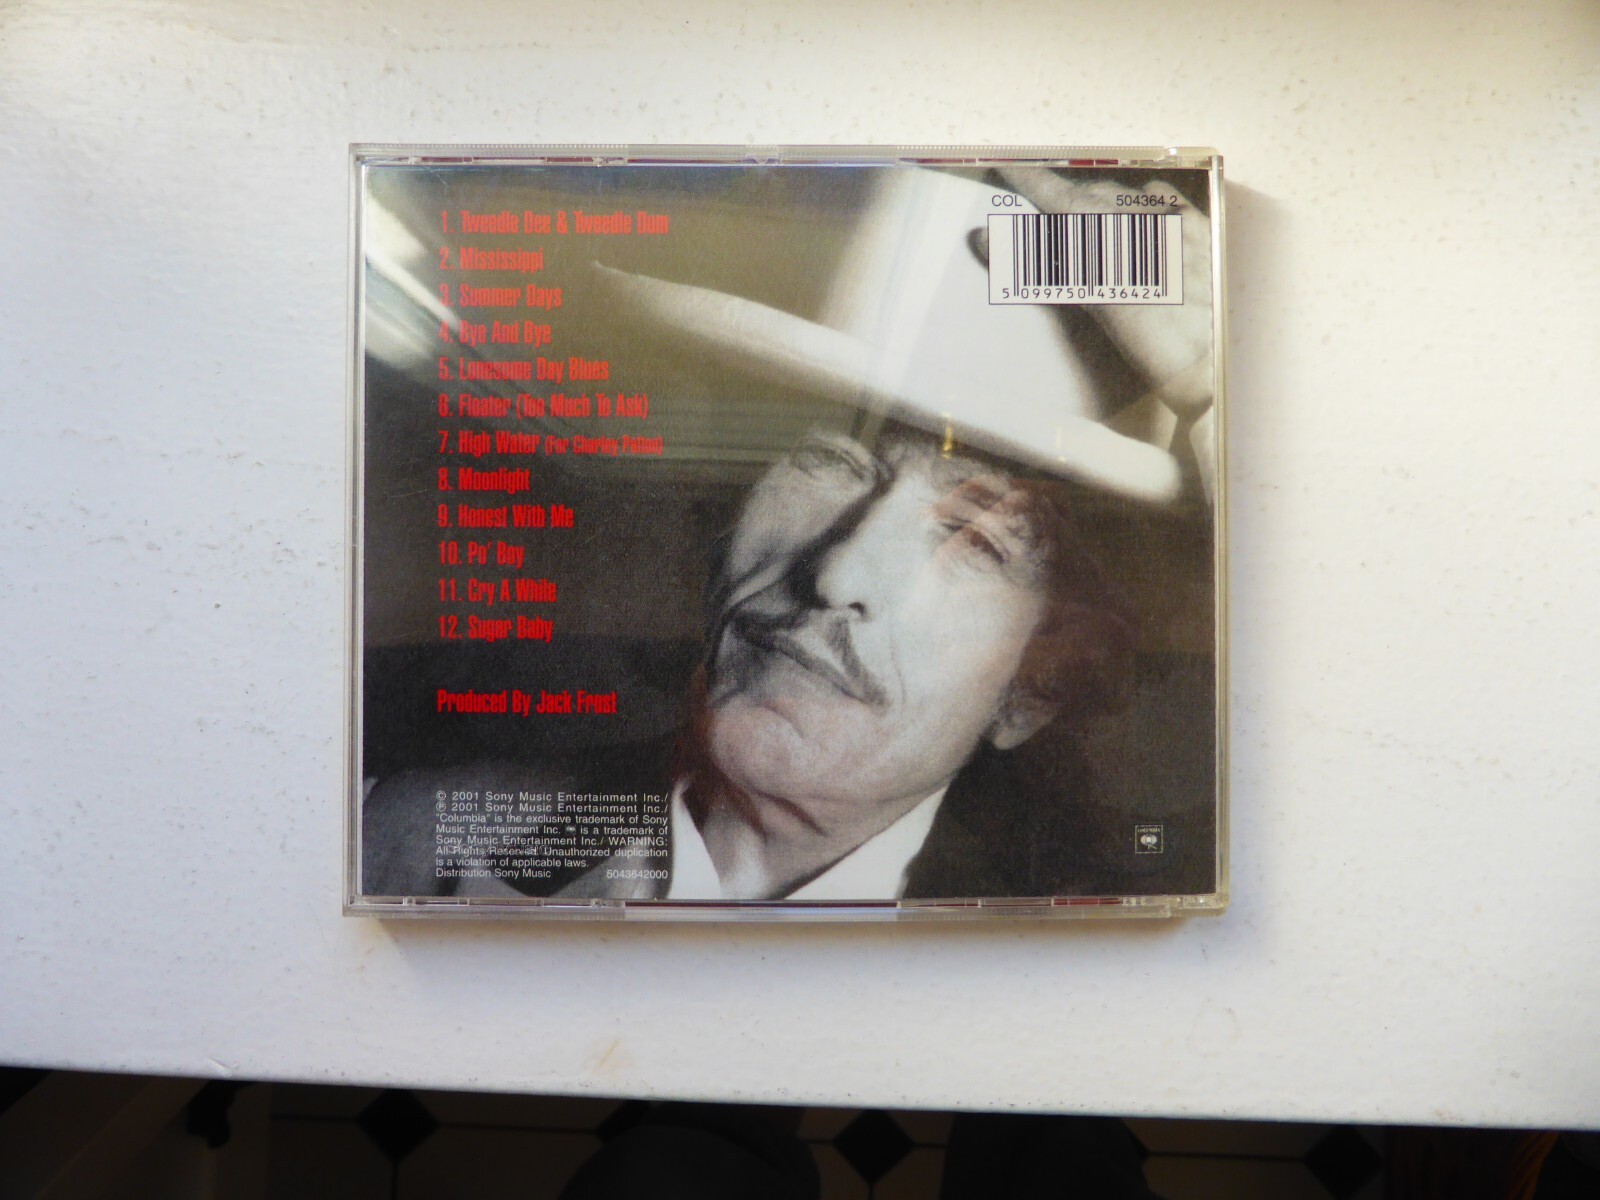 1. Tweedle Dee & Tweedle Dum
2. Mississippi
3. Summer Days
4. Bye And Bye
5. Lonesome Day Blues
6. Floater (Too Much To Ask)
7. High Water (For Charley Patton)
8. Moonlight
9. Honest With Me
10. Po' Boy
11. Cry A While
12. Sugar Baby
Produced By Jack Frost
COL 504364 2
5 099750 436424
© 2001 Sony Music Entertainment Inc./
℗ 2001 Sony Music Entertainment Inc./
"Columbia" is the exclusive trademark of Sony
Music Entertainment Inc. is a trademark of
Sony Music Entertainment Inc./ WARNING:
All Rights Reserved. Unauthorized duplication
is a violation of applicable laws.
Distribution Sony Music 5043642000
COLUMBIA